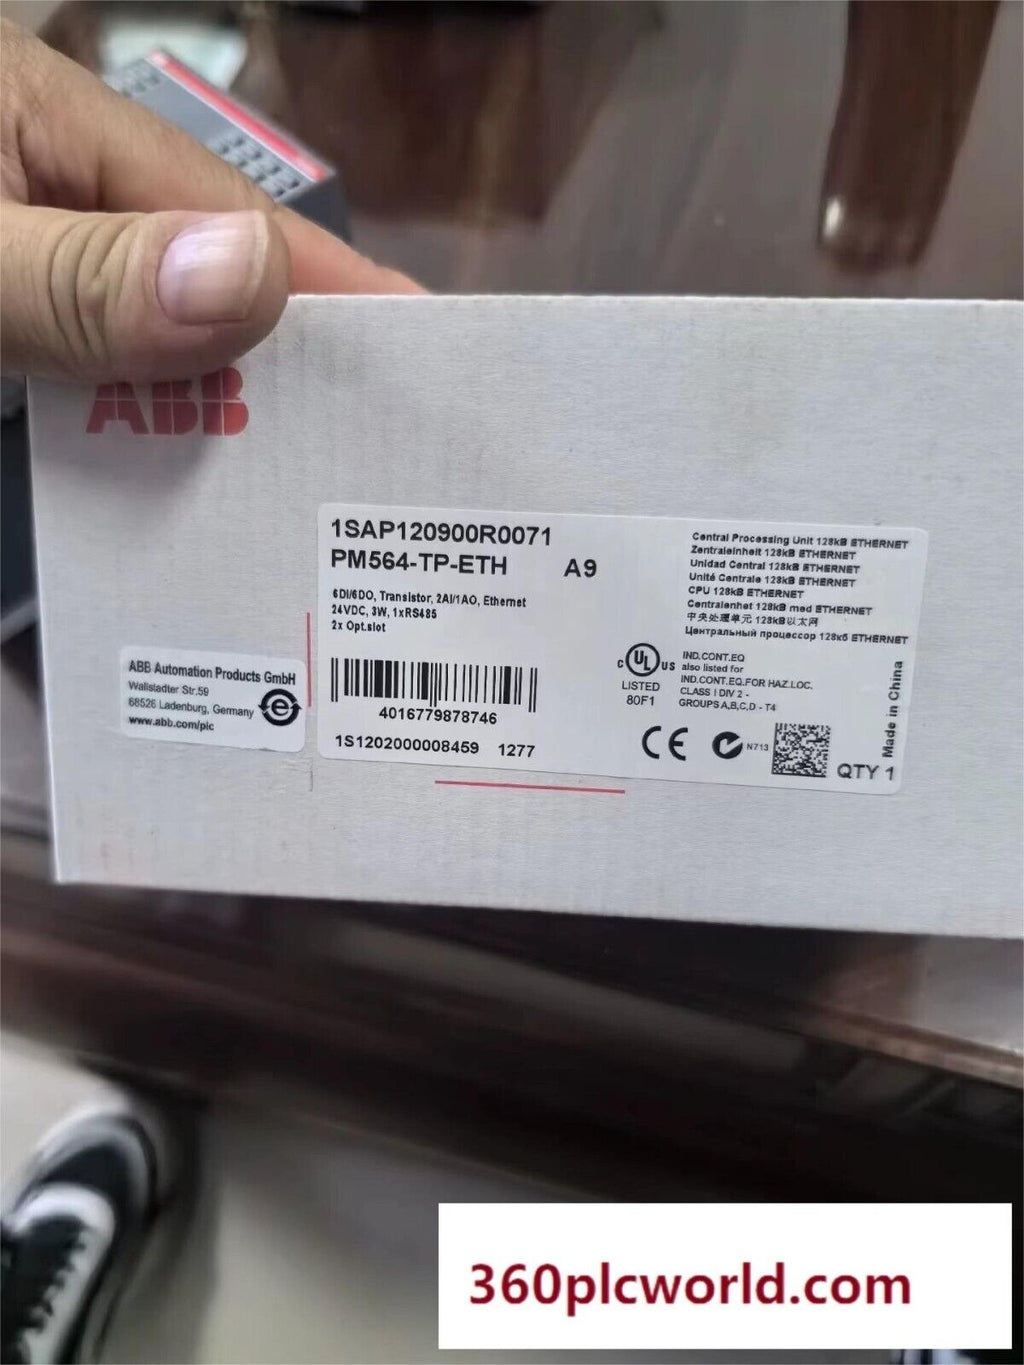 ABB
1SAP120900R0071
PM564-TP-ETH A9
6DI/6DO, Transistor, 2AI/1AO, Ethernet
24VDC, 3W, 1xRS485
2x Opt.slot
4016779878746
1S1202000008459 1277
Central Processing Unit 128kB ETHERNET
Zentraleinheit 128kB ETHERNET
Unidad Central 128kB ETHERNET
Unité Centrale 128kB ETHERNET
CPU 128kB ETHERNET
Centralenhet 128kB med ETHERNET
中央处理单元 128kB以太网
Центральный процессор 128кб ETHERNET
C UL US
LISTED
80F1
IND.CONT.EQ
also listed for
IND.CONT.EQ.FOR HAZ.LOC.
CLASS I DIV 2 -
GROUPS A,B,C,D - T4
CE
N713
QTY 1
Made in China
ABB Automation Products GmbH
Wallstadter Str.59
68526 Ladenburg, Germany
www.abb.com/plc
e
360plcworld.com